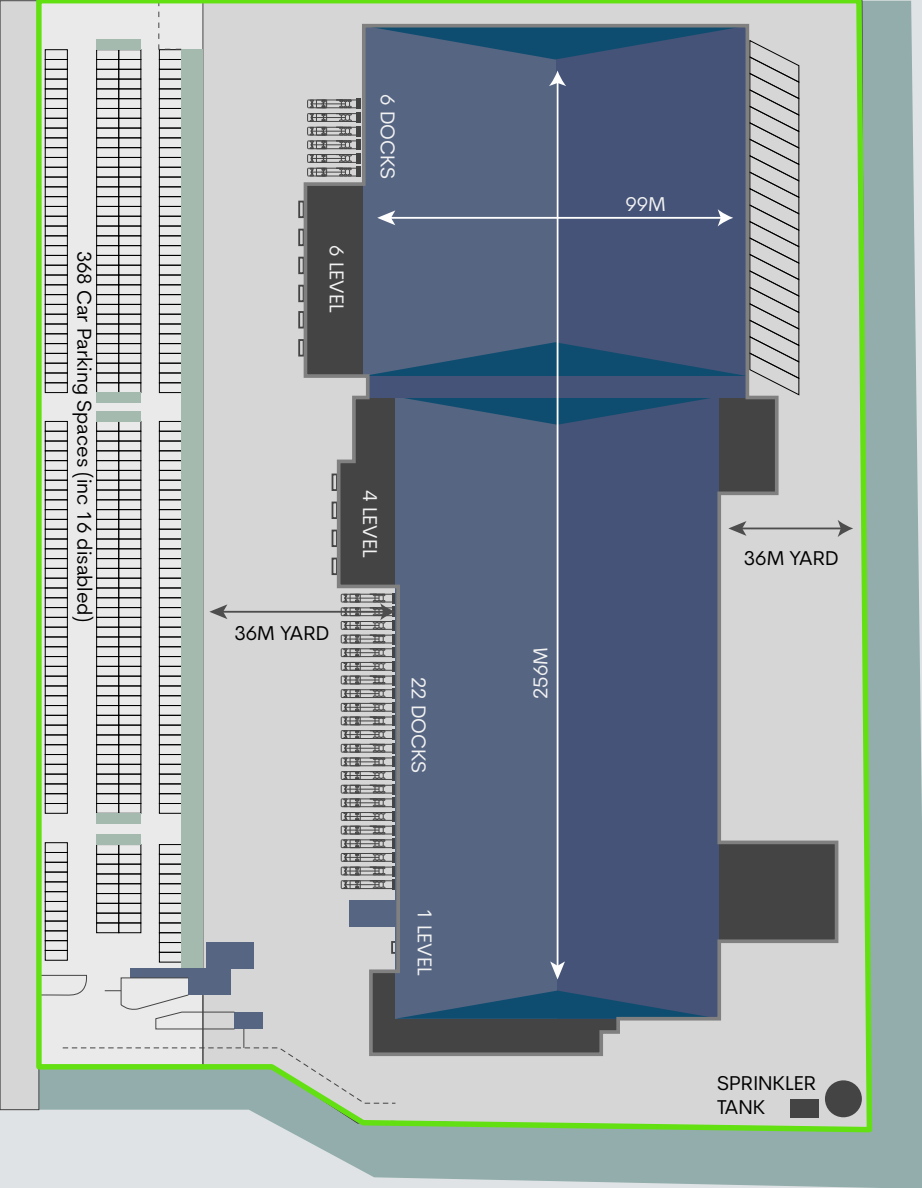 6 DOCKS
99M
6 LEVEL
368 Car Parking Spaces (inc 16 disabled)
4 LEVEL
36M YARD
36M YARD
256M
22 DOCKS
1 LEVEL
SPRINKLER
TANK